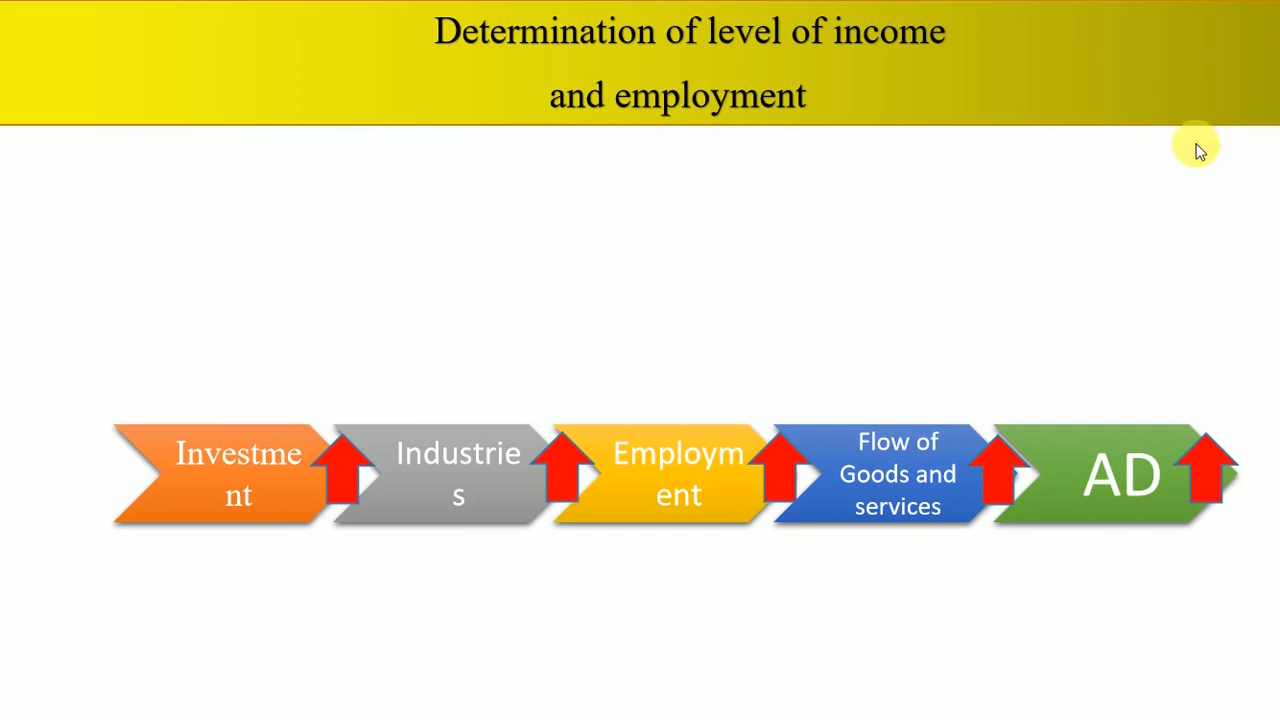 Determination of level of income
and employment
Investme
nt
Industrie
s
Employm
ent
Flow of
Goods and
services
AD